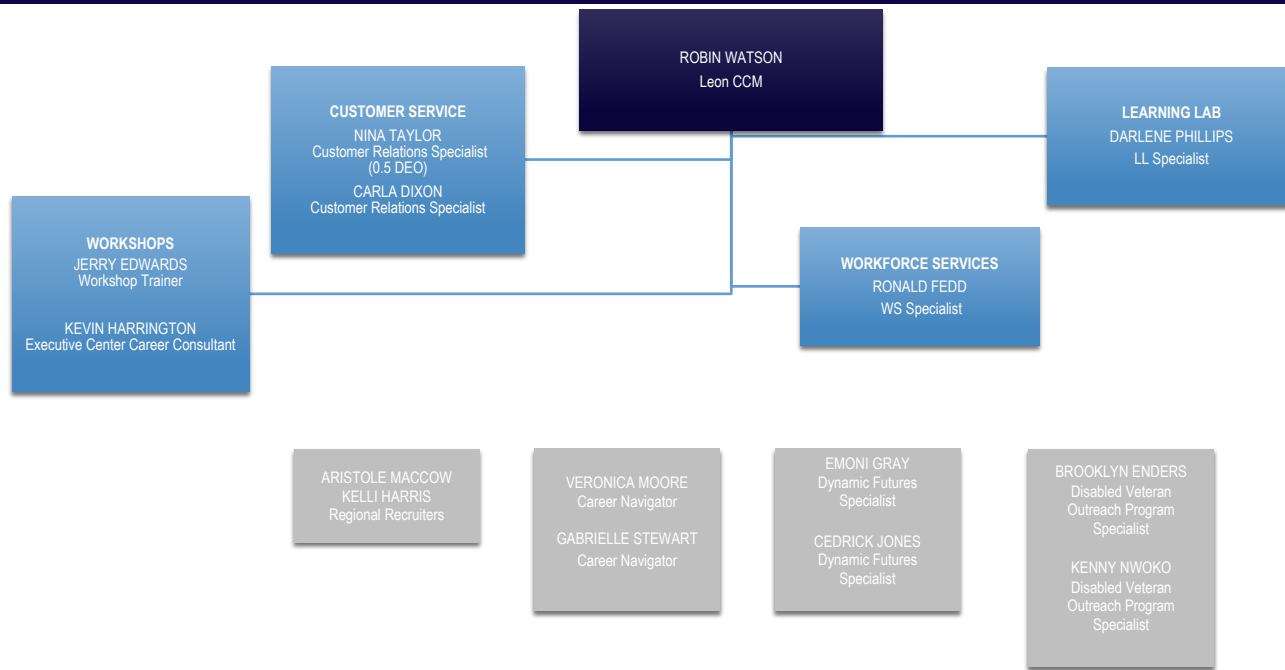 ROBIN WATSON
Leon CCM
CUSTOMER SERVICE
NINA TAYLOR
Customer Relations Specialist
(0.5 DEO)
CARLA DIXON
Customer Relations Specialist
LEARNING LAB
DARLENE PHILLIPS
LL Specialist
WORKSHOPS
JERRY EDWARDS
Workshop Trainer
KEVIN HARRINGTON
Executive Center Career Consultant
WORKFORCE SERVICES
RONALD FEDD
WS Specialist
ARISTOLE MACCOW
KELLI HARRIS
Regional Recruiters
VERONICA MOORE
Career Navigator
GABRIELLE STEWART
Career Navigator
EMONI GRAY
Dynamic Futures
Specialist
CEDRICK JONES
Dynamic Futures
Specialist
BROOKLYN ENDERS
Disabled Veteran
Outreach Program
Specialist
KENNY NWOKO
Disabled Veteran
Outreach Program
Specialist